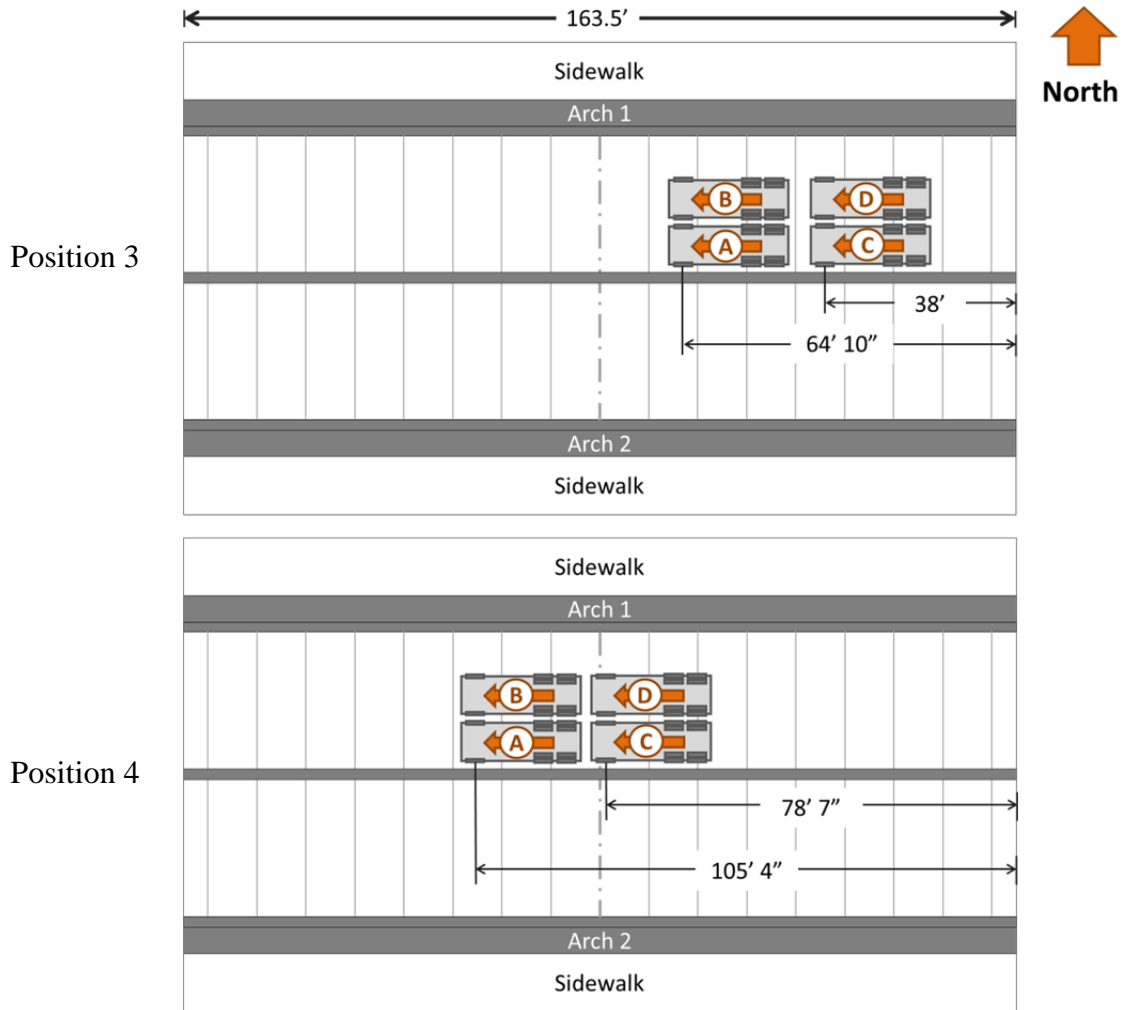 163.5’
North
Sidewalk
Arch 1
Position 3
B
D
A
C
38’
64’ 10”
Arch 2
Sidewalk
Sidewalk
Arch 1
Position 4
B
D
A
C
78’ 7”
105’ 4”
Arch 2
Sidewalk